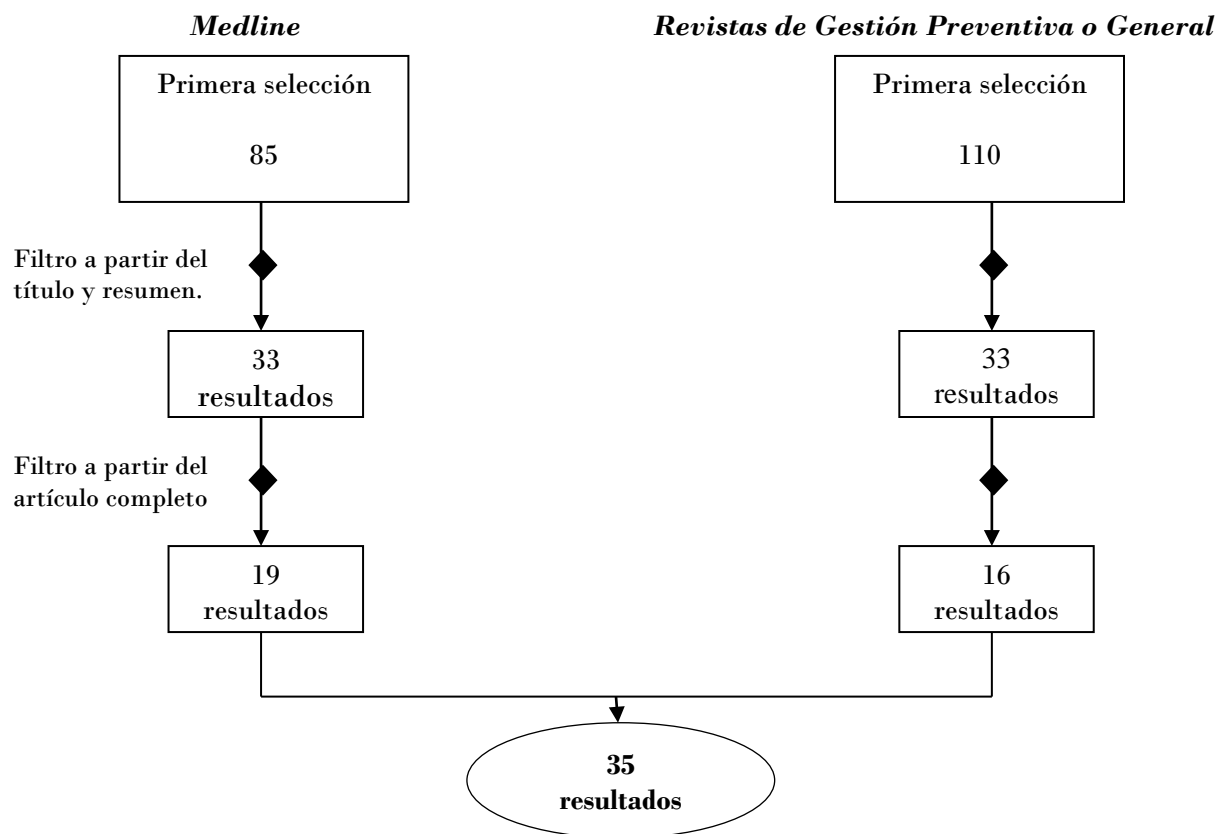 Medline
Revistas de Gestión Preventiva o General
Primera selección
85
Primera selección
110
Filtro a partir del
título y resumen.
33
resultados
33
resultados
Filtro a partir del
artículo completo
19
resultados
16
resultados
35
resultados